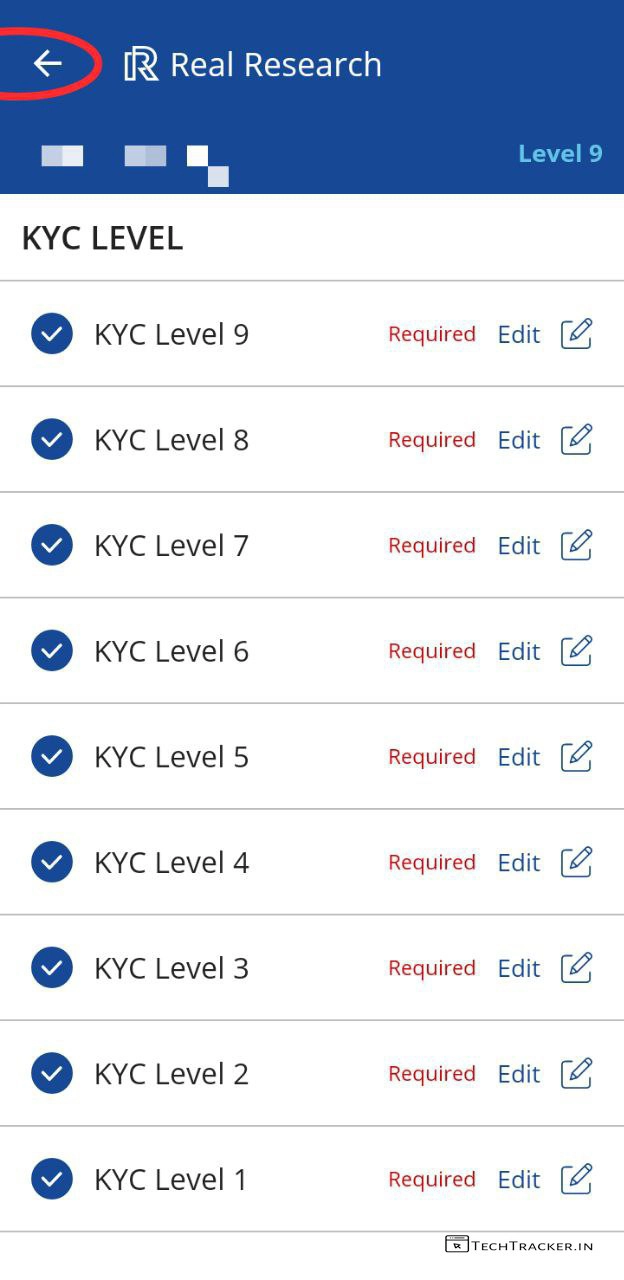 Real Research
Level 9
KYC LEVEL
KYC Level 9 Required Edit
KYC Level 8 Required Edit
KYC Level 7 Required Edit
KYC Level 6 Required Edit
KYC Level 5 Required Edit
KYC Level 4 Required Edit
KYC Level 3 Required Edit
KYC Level 2 Required Edit
KYC Level 1 Required Edit
TECHTRACKER.IN